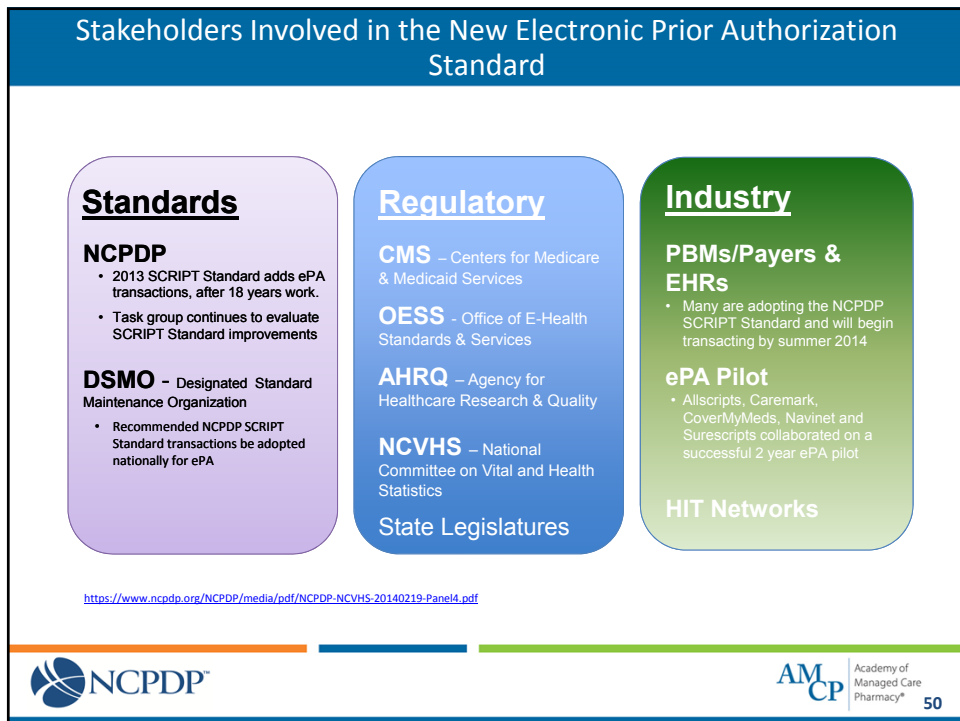 Stakeholders Involved in the New Electronic Prior Authorization
Standard
Standards
NCPDP
• 2013 SCRIPT Standard adds ePA
transactions, after 18 years work.
• Task group continues to evaluate
SCRIPT Standard improvements
DSMO - Designated Standard
Maintenance Organization
• Recommended NCPDP SCRIPT
Standard transactions be adopted
nationally for ePA
Regulatory
CMS – Centers for Medicare
& Medicaid Services
OESS - Office of E-Health
Standards & Services
AHRQ – Agency for
Healthcare Research & Quality
NCVHS – National
Committee on Vital and Health
Statistics
State Legislatures
Industry
PBMs/Payers &
EHRs
• Many are adopting the NCPDP
SCRIPT Standard and will begin
transacting by summer 2014
ePA Pilot
• Allscripts, Caremark,
CoverMyMeds, Navinet and
Surescripts collaborated on a
successful 2 year ePA pilot
HIT Networks
https://www.ncpdp.org/NCPDP/media/pdf/NCPDP-NCVHS-20140219-Panel4.pdf
NCPDP™
AMCP
Academy of
Managed Care
Pharmacy®
50